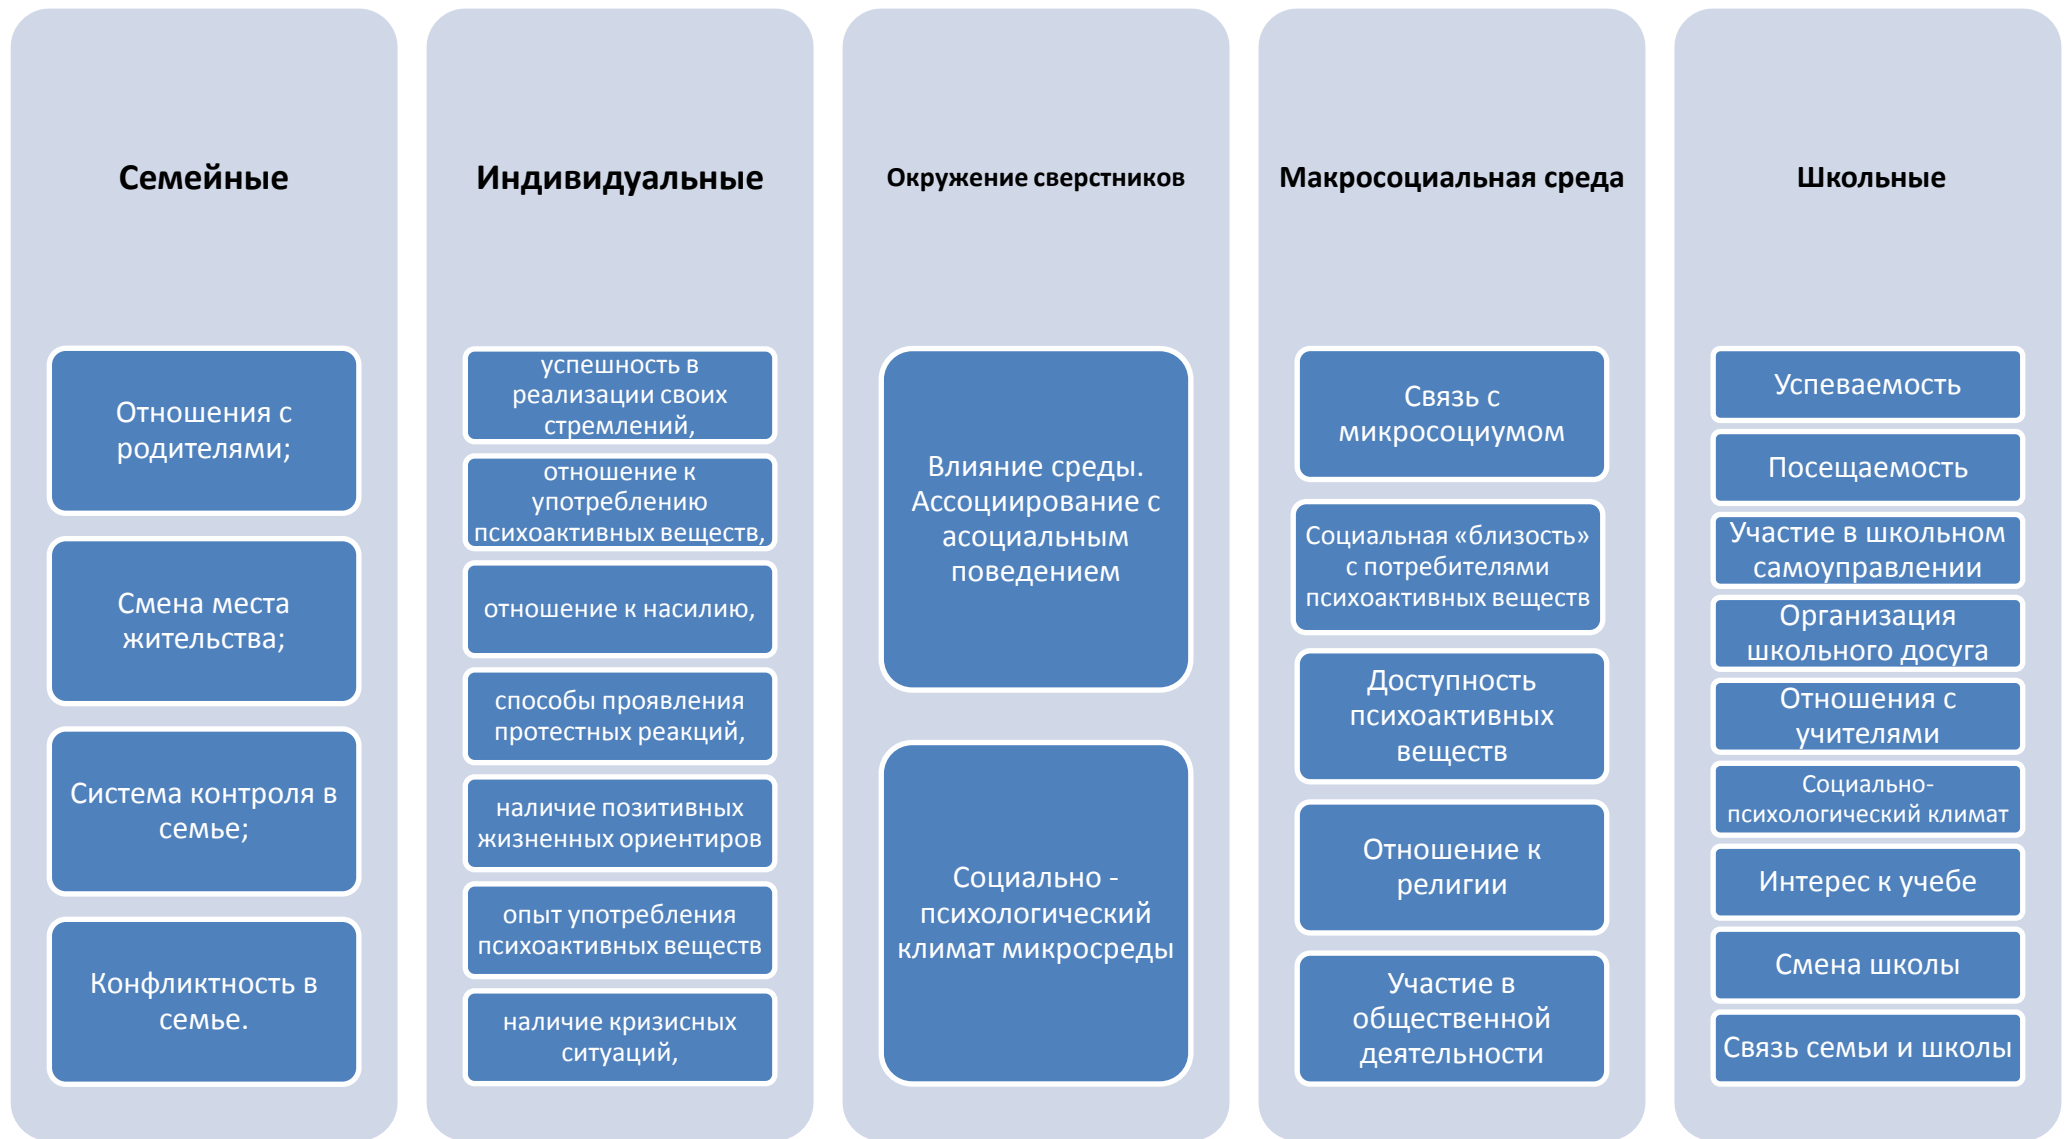 Семейные
Отношения с
родителями;
Смена места
жительства;
Система контроля в
семье;
Конфликтность в
семье.
Индивидуальные
успешность в
реализации своих
стремлений,
отношение к
употреблению
психоактивных веществ,
отношение к насилию,
способы проявления
протестных реакций,
наличие позитивных
жизненных ориентиров
опыт употребления
психоактивных веществ
наличие кризисных
ситуаций,
Окружение сверстников
Влияние среды.
Ассоциирование с
асоциальным
поведением
Социально -
психологический
климат микросреды
Макросоциальная среда
Связь с
микросоциумом
Социальная «близость»
с потребителями
психоактивных веществ
Доступность
психоактивных
веществ
Отношение к
религии
Участие в
общественной
деятельности
Школьные
Успеваемость
Посещаемость
Участие в школьном
самоуправлении
Организация
школьного досуга
Отношения с
учителями
Социально-
психологический климат
Интерес к учебе
Смена школы
Связь семьи и школы